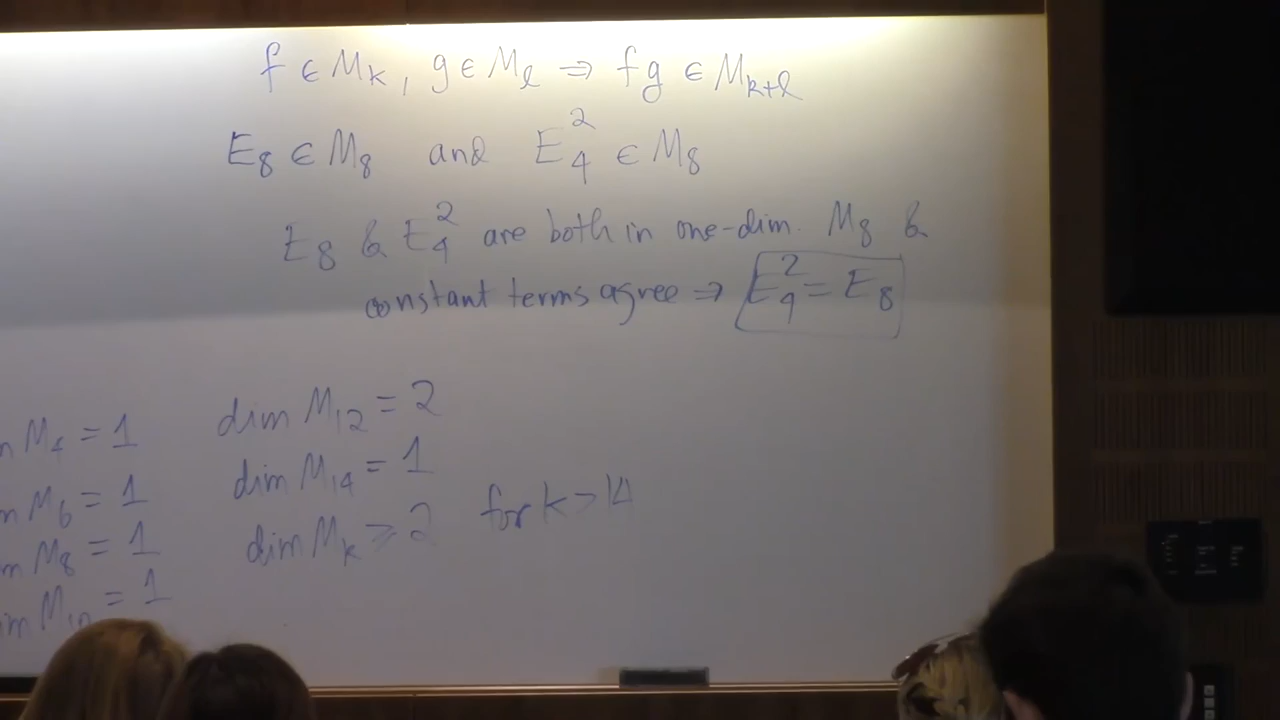 f ∈ M_k, g ∈ M_ℓ ⇒ fg ∈ M_{k+ℓ}
E_8 ∈ M_8 and E_4^2 ∈ M_8
E_8 & E_4^2 are both in one-dim. M_8 &
constant terms agree ⇒ E_4^2 = E_8
m M_4 = 1
m M_6 = 1
m M_8 = 1
im M_10 = 1
dim M_12 = 2
dim M_14 = 1
dim M_k ≥ 2 for k > 14